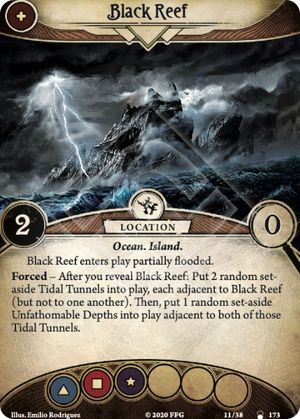 Black Reef
2
LOCATION
0
Ocean. Island.
Black Reef enters play partially flooded.
Forced – After you reveal Black Reef: Put 2 random set-
aside Tidal Tunnels into play, each adjacent to Black Reef
(but not to one another). Then, put 1 random set-aside
Unfathomable Depths into play adjacent to both of those
Tidal Tunnels.
Illus. Emilio Rodriguez
© 2020 FFG
11/38
173